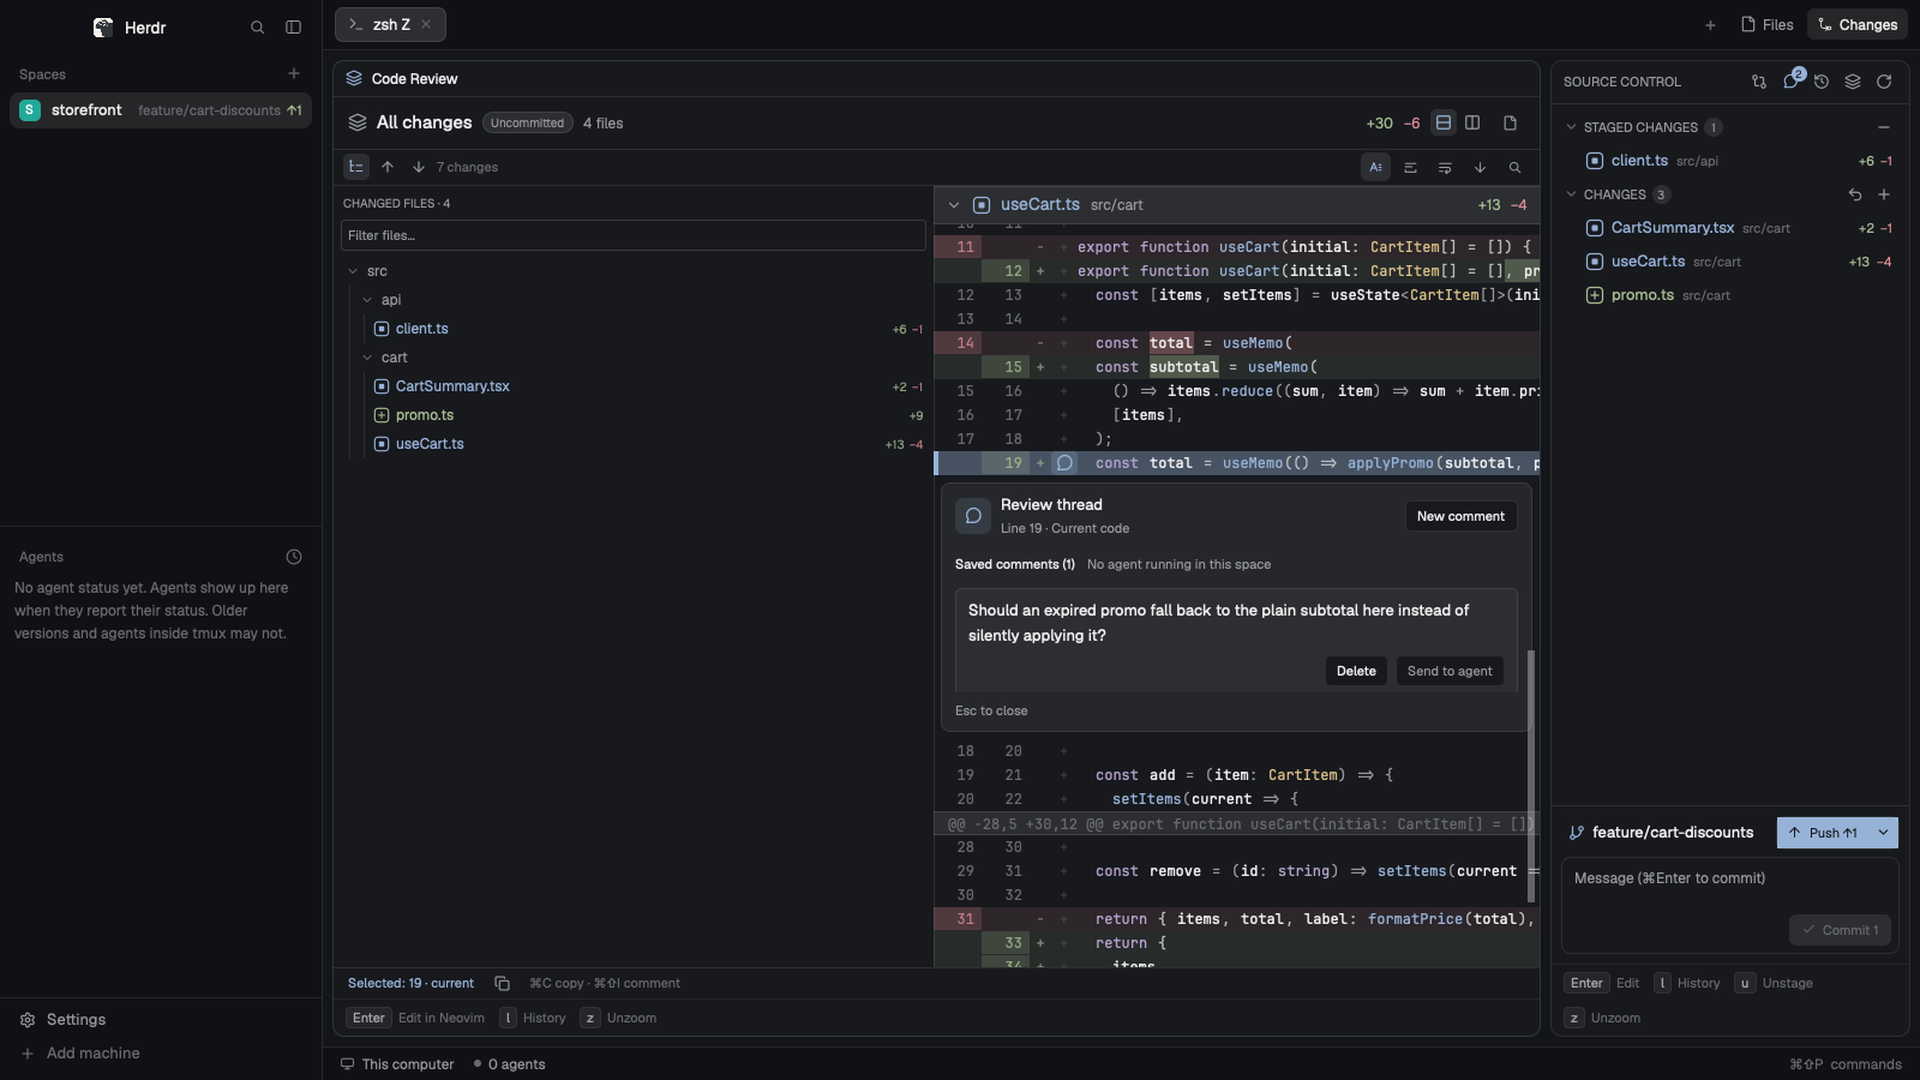 Herdr
Spaces
S storefront feature/cart-discounts ↑1
Agents
No agent status yet. Agents show up here
when they report their status. Older
versions and agents inside tmux may not.
Settings
Add machine
zsh Z
Files
Changes
Code Review
All changes Uncommitted 4 files +30 −6
7 changes
CHANGED FILES · 4
Filter files...
src
api
client.ts +6 −1
cart
CartSummary.tsx +2 −1
promo.ts +9
useCart.ts +13 −4
useCart.ts src/cart +13 −4
10 11
11 - export function useCart(initial: CartItem[] = []) {
12 + export function useCart(initial: CartItem[] = [], pr
12 13 const [items, setItems] = useState<CartItem[]>(ini
13 14
14 - const total = useMemo(
15 + const subtotal = useMemo(
15 16 () => items.reduce((sum, item) => sum + item.pri
16 17 [items],
17 18 );
19 + const total = useMemo(() => applyPromo(subtotal, p
Review thread
Line 19 · Current code
New comment
Saved comments (1) No agent running in this space
Should an expired promo fall back to the plain subtotal here instead of
silently applying it?
Delete Send to agent
Esc to close
18 20
19 21 const add = (item: CartItem) => {
20 22 setItems(current => {
@@ -28,5 +30,12 @@ export function useCart(initial: CartItem[] = [])
28 30
29 31 const remove = (id: string) => setItems(current =
30 32
31 - return { items, total, label: formatPrice(total),
33 + return {
34 + items
Selected: 19 · current ⌘C copy · ⌘⇧I comment
Enter Edit in Neovim l History z Unzoom
SOURCE CONTROL 2
STAGED CHANGES 1
client.ts src/api +6 −1
CHANGES 3
CartSummary.tsx src/cart +2 −1
useCart.ts src/cart +13 −4
promo.ts src/cart
feature/cart-discounts ↑ Push ↑1
Message (⌘Enter to commit)
Commit 1
Enter Edit l History u Unstage
z Unzoom
This computer 0 agents
⌘⇧P commands